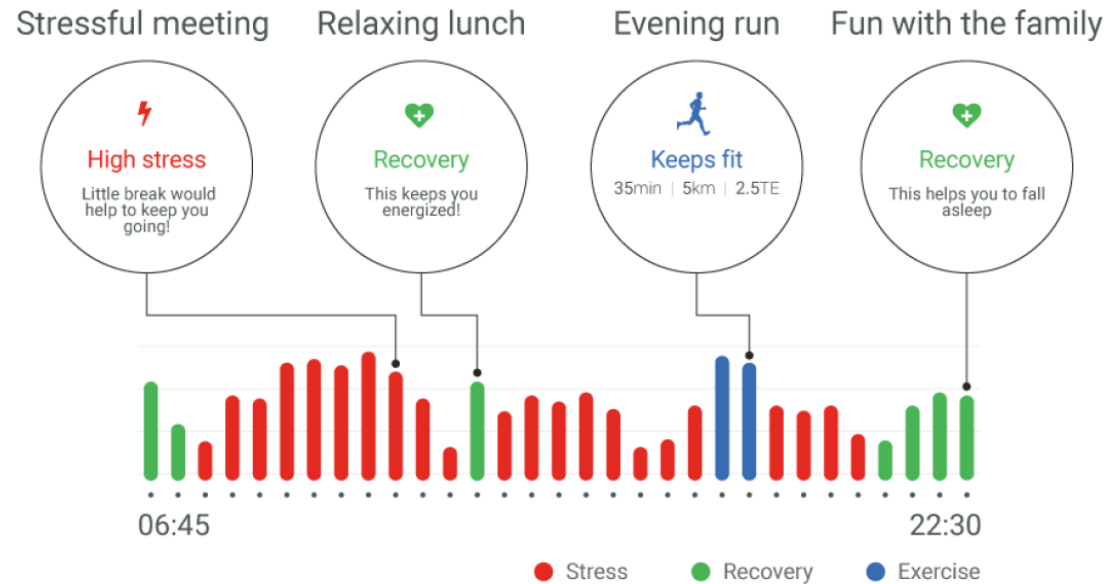 Stressful meeting
Relaxing lunch
Evening run
Fun with the family
High stress
Little break would
help to keep you
going!
Recovery
This keeps you
energized!
Keeps fit
35min | 5km | 2.5TE
Recovery
This helps you to fall
asleep
06:45
22:30
Stress
Recovery
Exercise